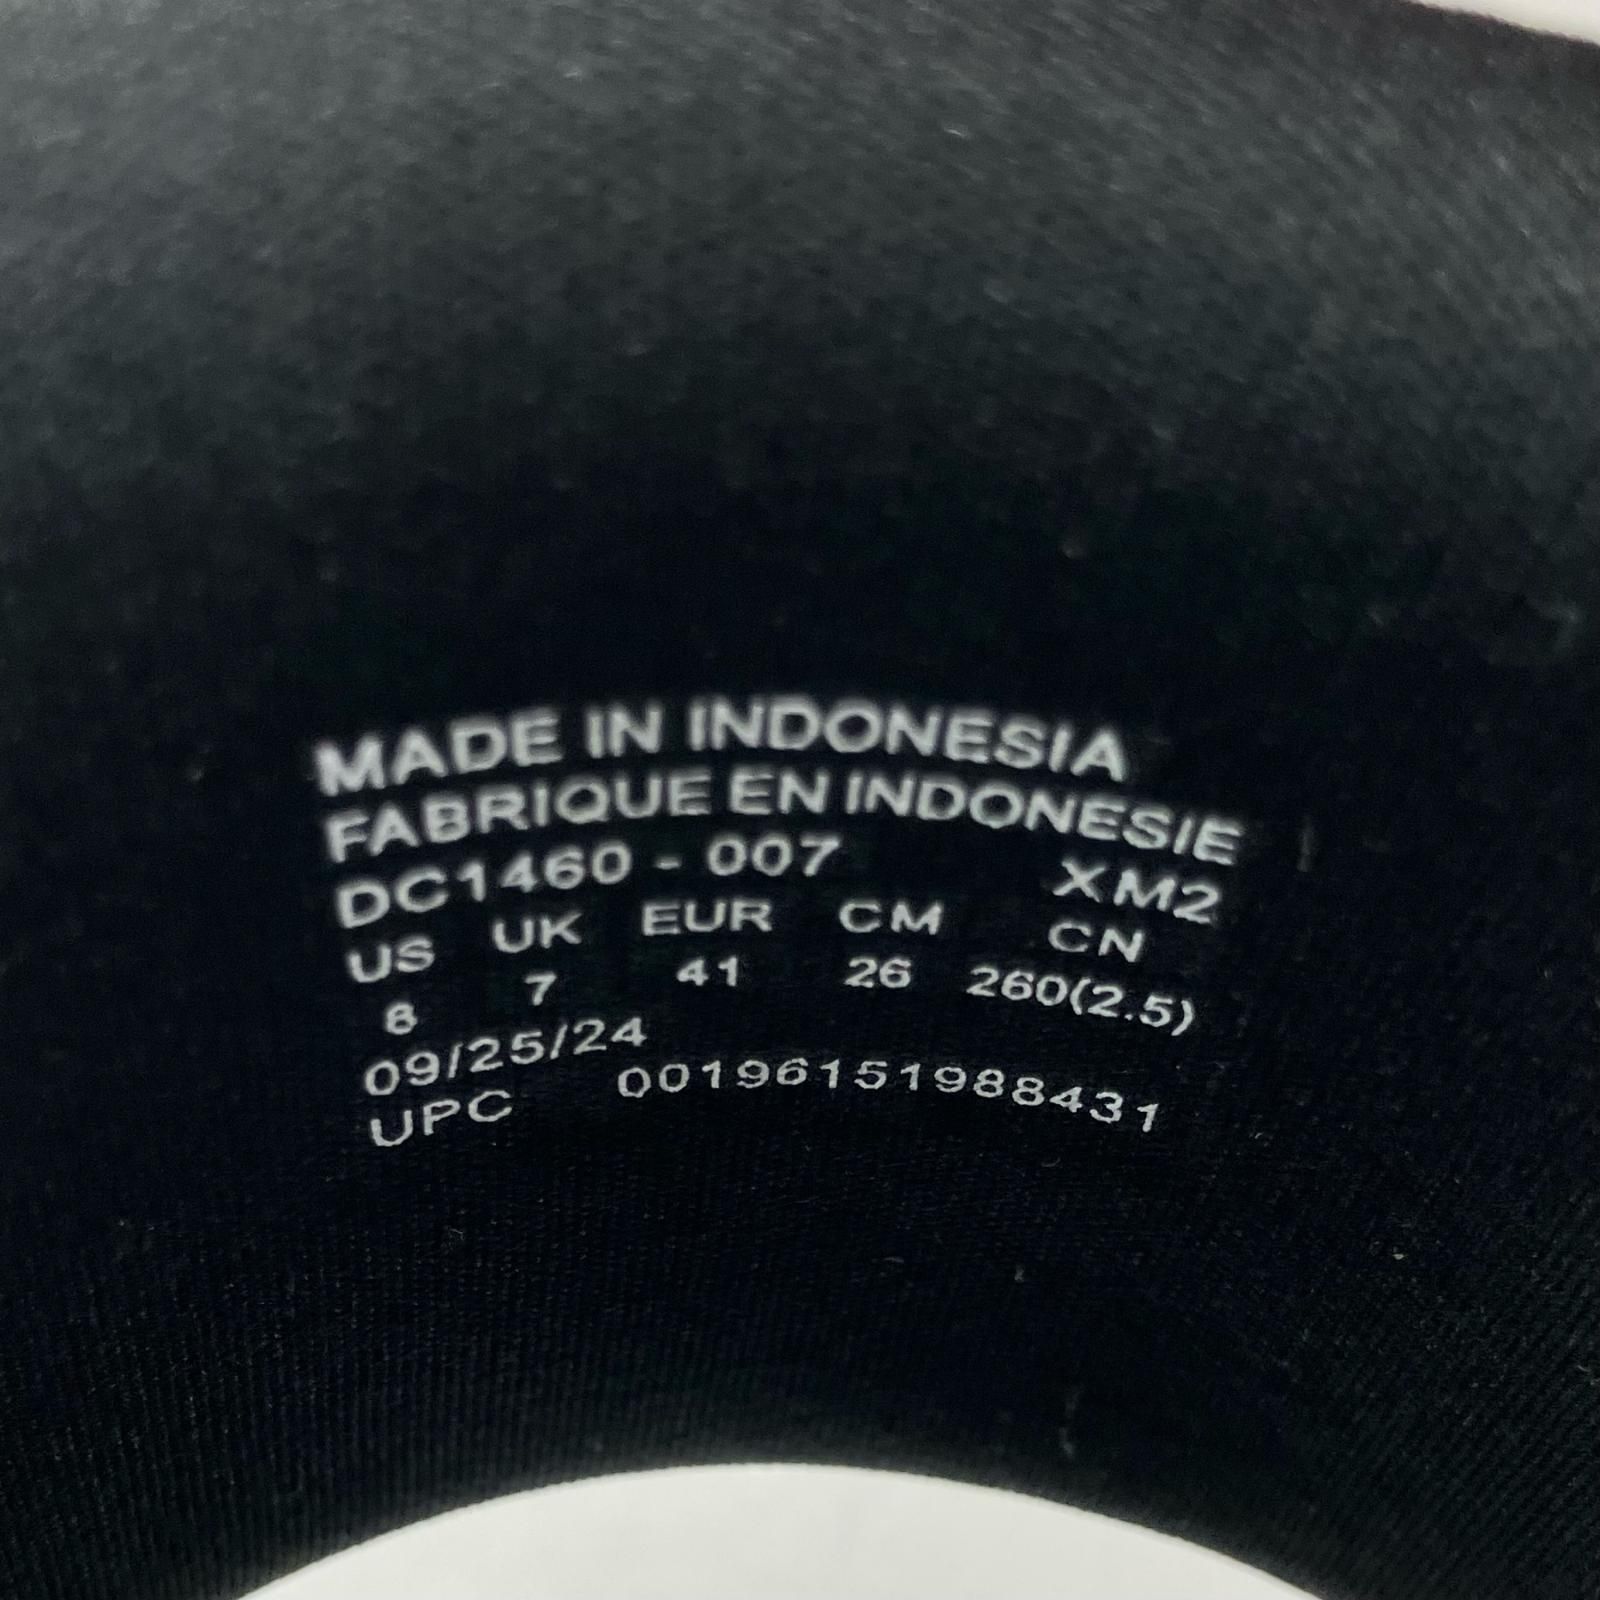 MADE IN INDONESIA
FABRIQUE EN INDONESIE
DC1460 - 007 XM2
US UK EUR CM CN
8 7 41 26 260(2.5)
09/25/24
UPC 00196151988431